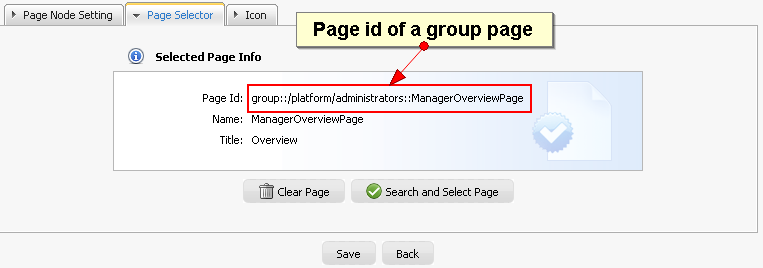 Page Node Setting Page Selector Icon
Page id of a group page
Selected Page Info
Page Id: group::/platform/administrators::ManagerOverviewPage
Name: ManagerOverviewPage
Title: Overview
Clear Page Search and Select Page
Save Back